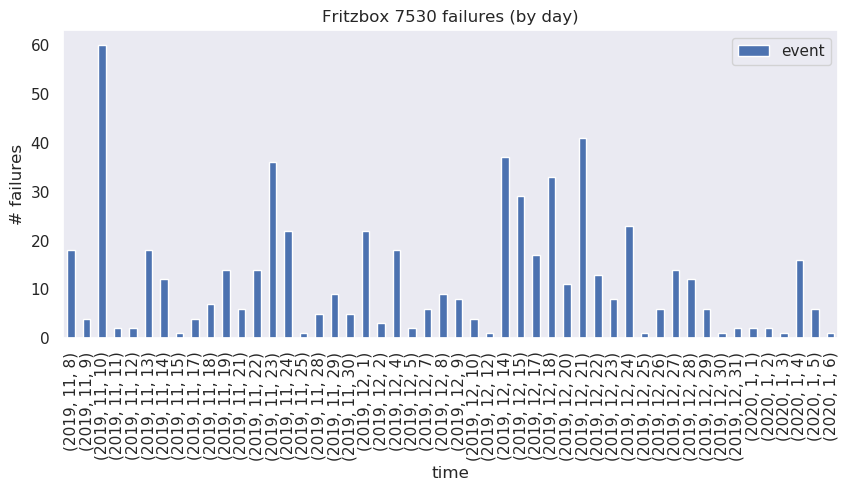 Fritzbox 7530 failures (by day)
event
# failures
60
50
40
30
20
10
0
(2019, 11, 8)
(2019, 11, 9)
(2019, 11, 10)
(2019, 11, 11)
(2019, 11, 12)
(2019, 11, 13)
(2019, 11, 14)
(2019, 11, 15)
(2019, 11, 17)
(2019, 11, 18)
(2019, 11, 19)
(2019, 11, 21)
(2019, 11, 22)
(2019, 11, 23)
(2019, 11, 24)
(2019, 11, 25)
(2019, 11, 28)
(2019, 11, 29)
(2019, 11, 30)
(2019, 12, 1)
(2019, 12, 2)
(2019, 12, 4)
(2019, 12, 5)
(2019, 12, 7)
(2019, 12, 8)
(2019, 12, 9)
(2019, 12, 10)
(2019, 12, 12)
(2019, 12, 14)
(2019, 12, 15)
(2019, 12, 17)
(2019, 12, 18)
(2019, 12, 20)
(2019, 12, 21)
(2019, 12, 22)
(2019, 12, 23)
(2019, 12, 24)
(2019, 12, 25)
(2019, 12, 26)
(2019, 12, 27)
(2019, 12, 28)
(2019, 12, 29)
(2019, 12, 30)
(2019, 12, 31)
(2020, 1, 1)
(2020, 1, 2)
(2020, 1, 3)
(2020, 1, 4)
(2020, 1, 5)
(2020, 1, 6)
time